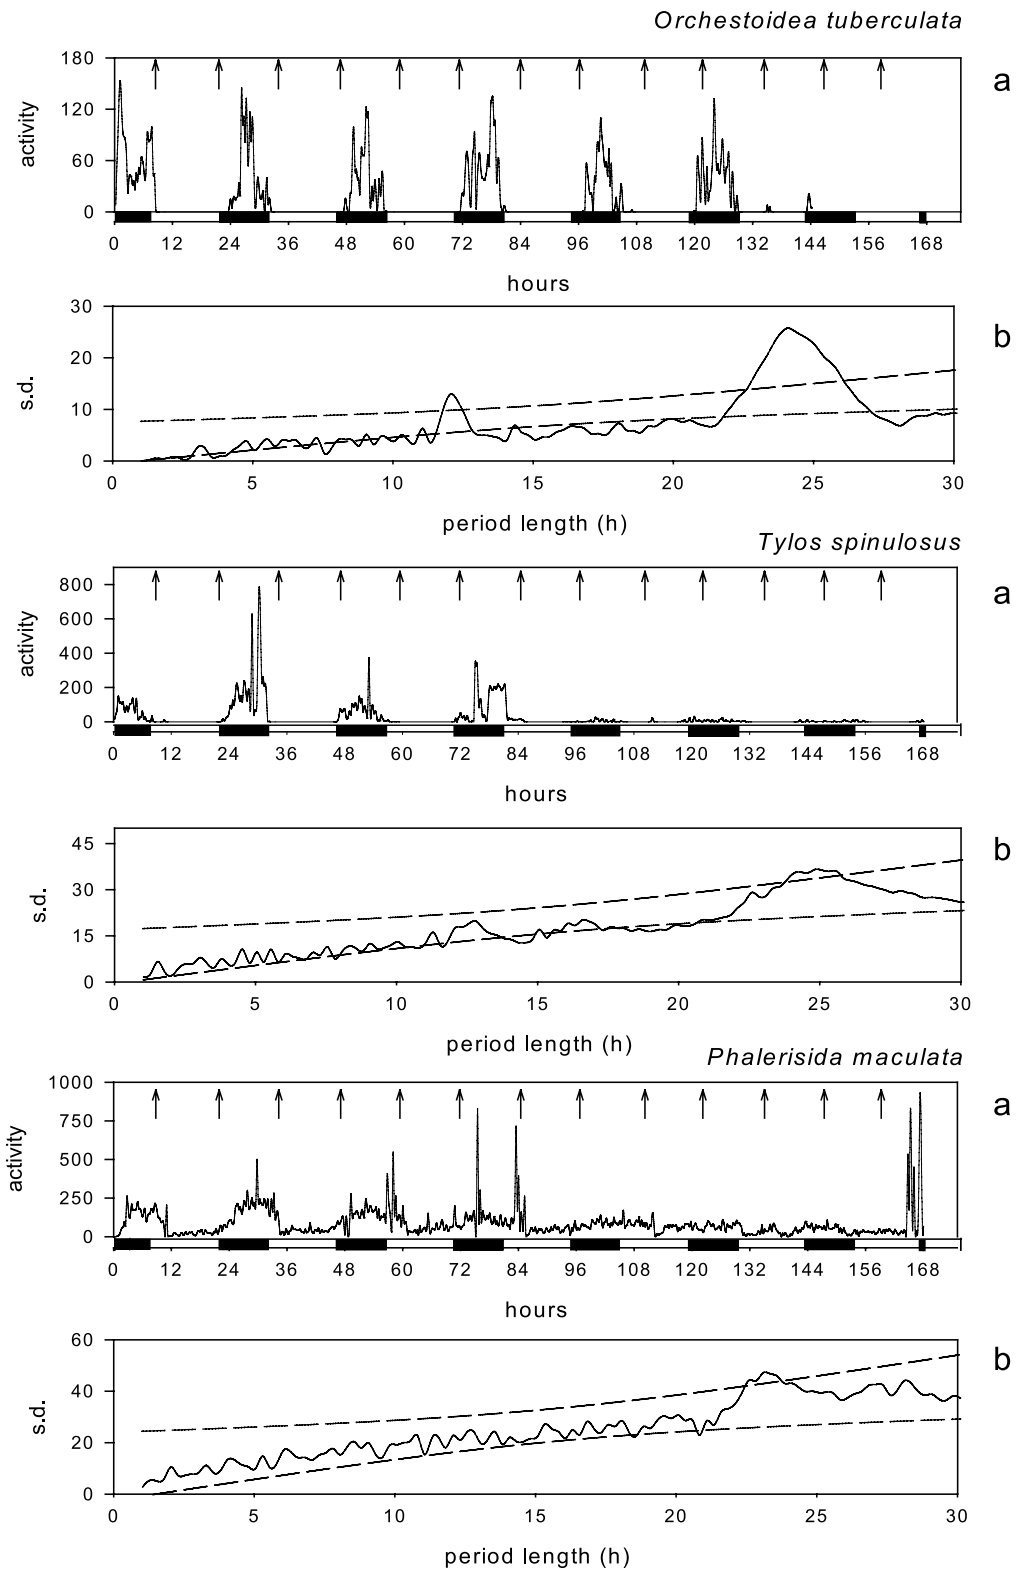 Orchestoidea tuberculata
a
180
120
60
0
activity
0 12 24 36 48 60 72 84 96 108 120 132 144 156 168
hours
b
30
20
10
0
s.d.
0 5 10 15 20 25 30
period length (h)
Tylos spinulosus
a
800
600
400
200
0
activity
0 12 24 36 48 60 72 84 96 108 120 132 144 156 168
hours
b
45
30
15
0
s.d.
0 5 10 15 20 25 30
period length (h)
Phalerisida maculata
a
1000
750
500
250
0
activity
0 12 24 36 48 60 72 84 96 108 120 132 144 156 168
hours
b
60
40
20
0
s.d.
0 5 10 15 20 25 30
period length (h)